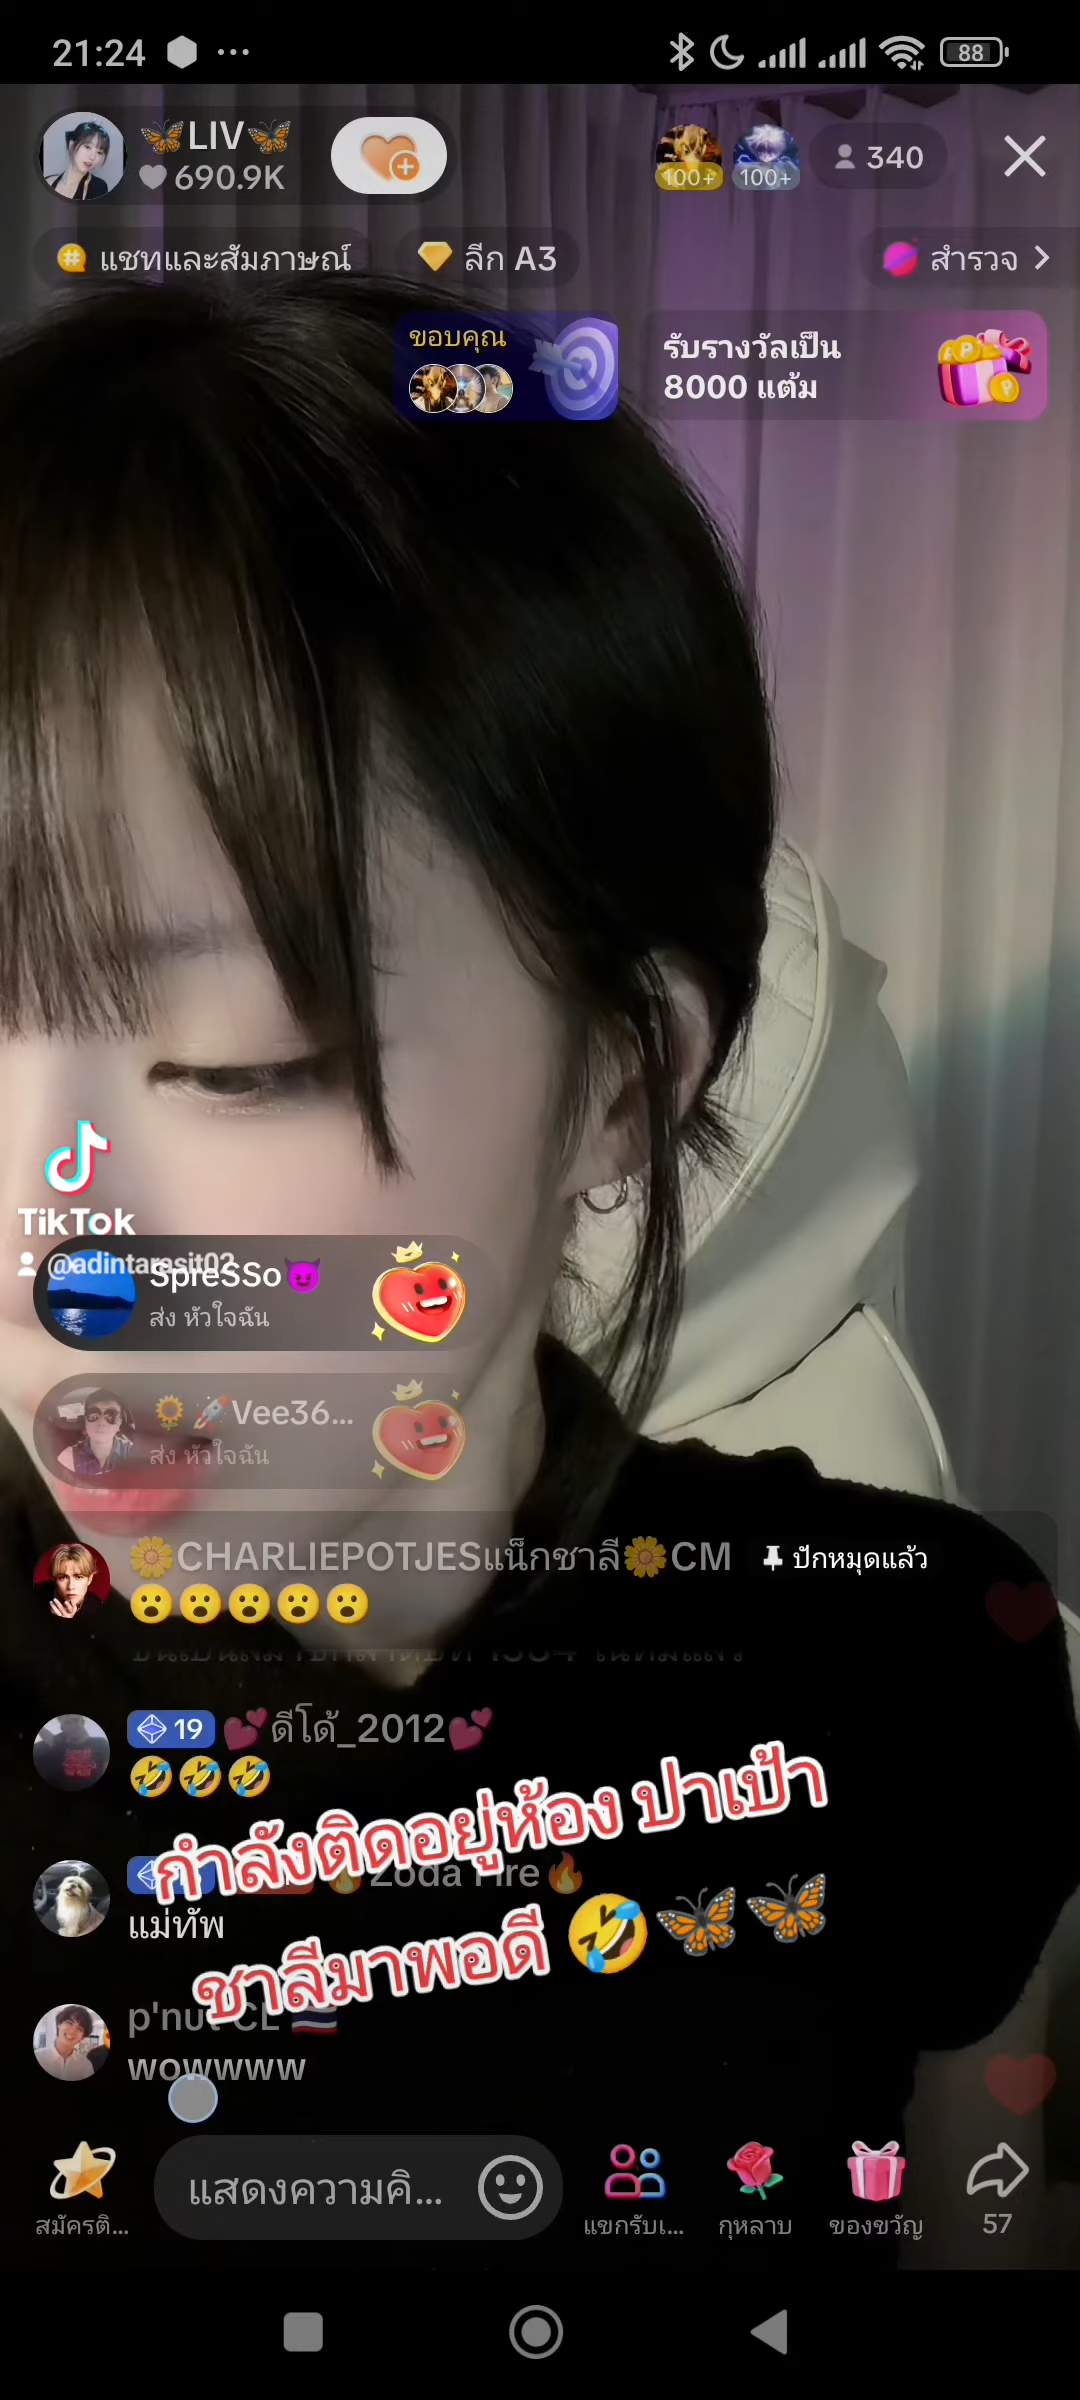 21:24
88
🦋LIV🦋
690.9K
100+
100+
340
แชทและสัมภาษณ์
ลีก A3
สำรวจ
ขอบคุณ
รับรางวัลเป็น
8000 แต้ม
TikTok
@adintarasit02
SpreSSo😈
ส่ง หัวใจฉัน
🌻🚀Vee36...
ส่ง หัวใจฉัน
🌼CHARLIEPOTJESแน็กชาลี🌼CM
ปักหมุดแล้ว
😮😮😮😮😮
19 💕ดีโด้_2012💕
🤣🤣🤣
กำลังติดอยู่ห้อง ปาเป้า
ชาลีมาพอดี 🤣🦋🦋
🔥Zoda Fire🔥
แม่ทัพ
p'nut CL 🇹🇭
wowwww
แสดงความคิ...
สมัครติ...
แขกรับเ...
กุหลาบ
ของขวัญ
57